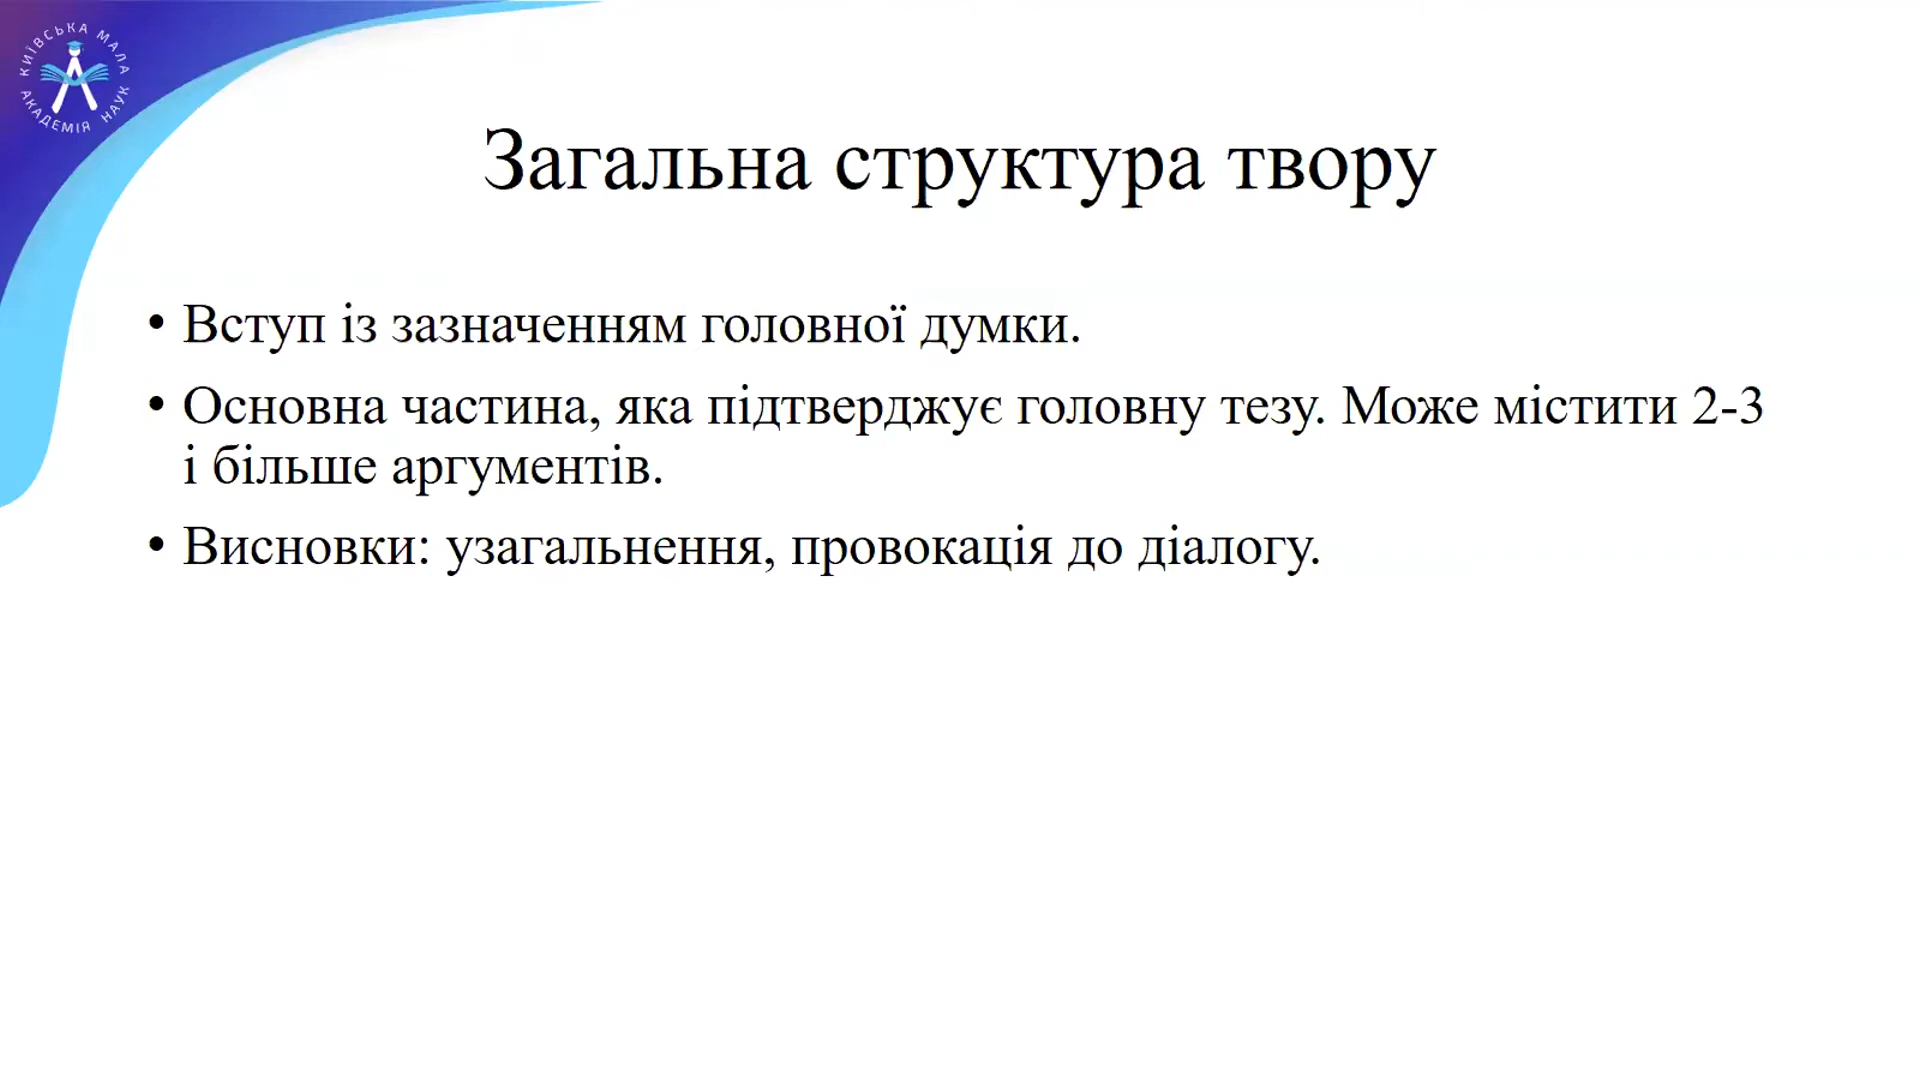 КИЇВСЬКА МАЛА
АКАДЕМІЯ НАУК
Загальна структура твору
• Вступ із зазначенням головної думки.
• Основна частина, яка підтверджує головну тезу. Може містити 2-3
і більше аргументів.
• Висновки: узагальнення, провокація до діалогу.